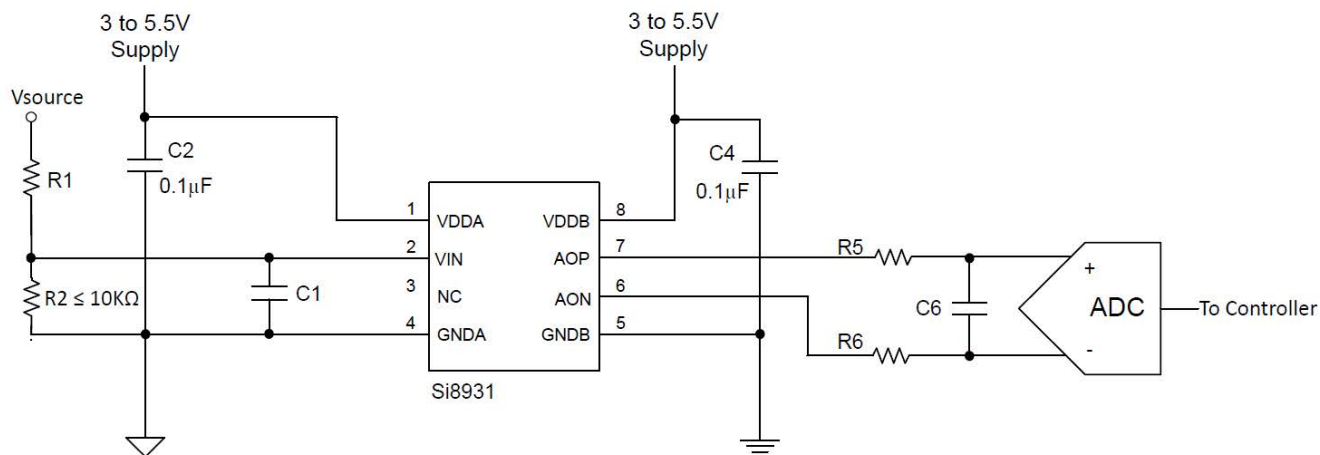 3 to 5.5V
Supply
3 to 5.5V
Supply
Vsource
R1
C2
0.1μF
C4
0.1μF
1
VDDA
VDDB
8
2
VIN
AOP
7
R5
+
R2 ≤ 10KΩ
C1
3
NC
AON
6
C6
ADC
To Controller
4
GNDA
GNDB
5
R6
-
Si8931